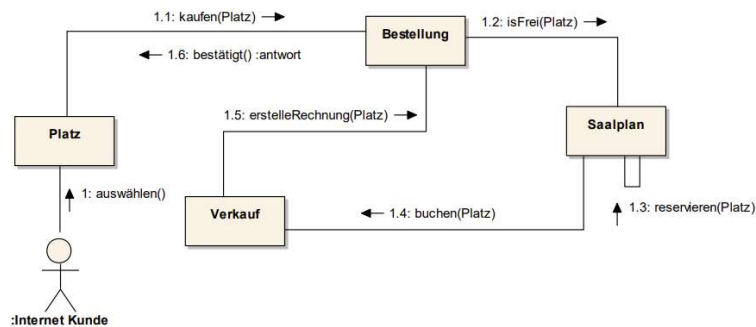 1.1: kaufen(Platz)
Bestellung
1.2: isFrei(Platz)
1.6: bestätigt() :antwort
1.5: erstelleRechnung(Platz)
Platz
Saalplan
1: auswählen()
Verkauf
1.4: buchen(Platz)
1.3: reservieren(Platz)
:Internet Kunde